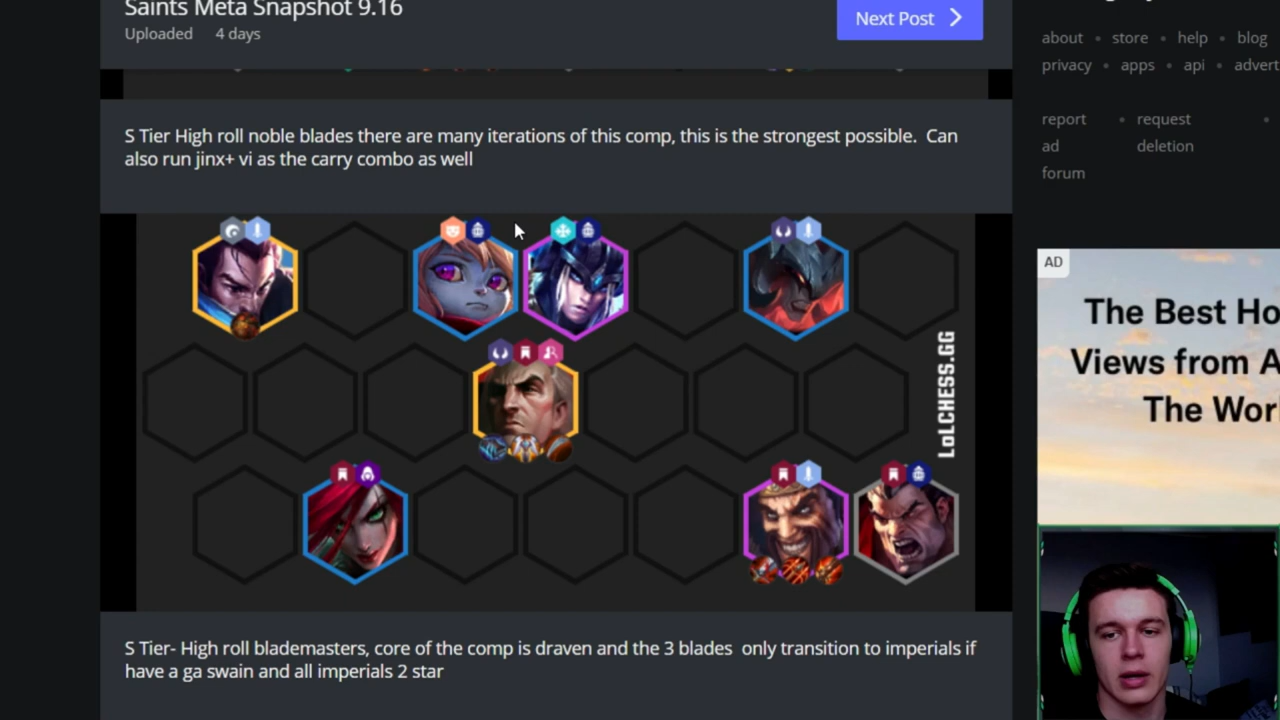 Saints Meta Snapshot 9.16
Uploaded 4 days
Next Post
about • store • help • blog
privacy • apps • api • advert
report • request •
ad deletion
forum
S Tier High roll noble blades there are many iterations of this comp, this is the strongest possible. Can
also run jinx+ vi as the carry combo as well
LoLCHESS.GG
AD
The Best Ho
Views from A
The Worl
S Tier- High roll blademasters, core of the comp is draven and the 3 blades only transition to imperials if
have a ga swain and all imperials 2 star